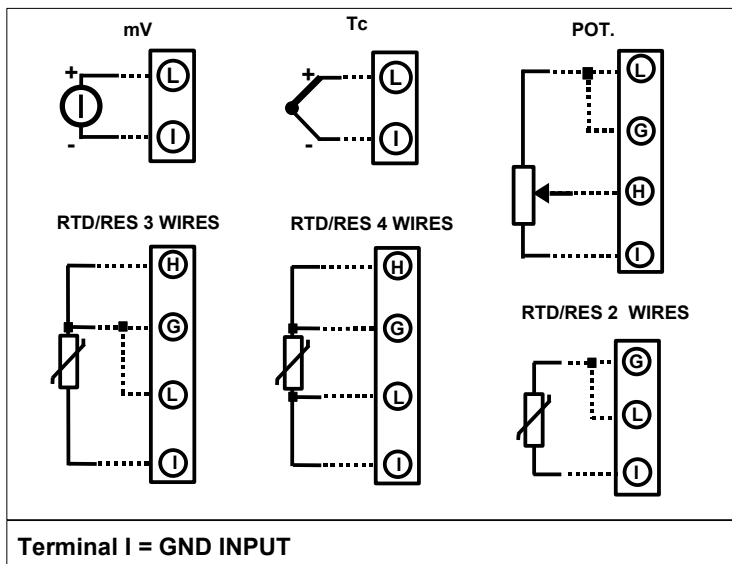 mV
+
I
-
L
I
Tc
+
-
L
I
POT.
L
G
H
I
RTD/RES 3 WIRES
H
G
L
I
RTD/RES 4 WIRES
H
G
L
I
RTD/RES 2 WIRES
G
L
I
Terminal I = GND INPUT